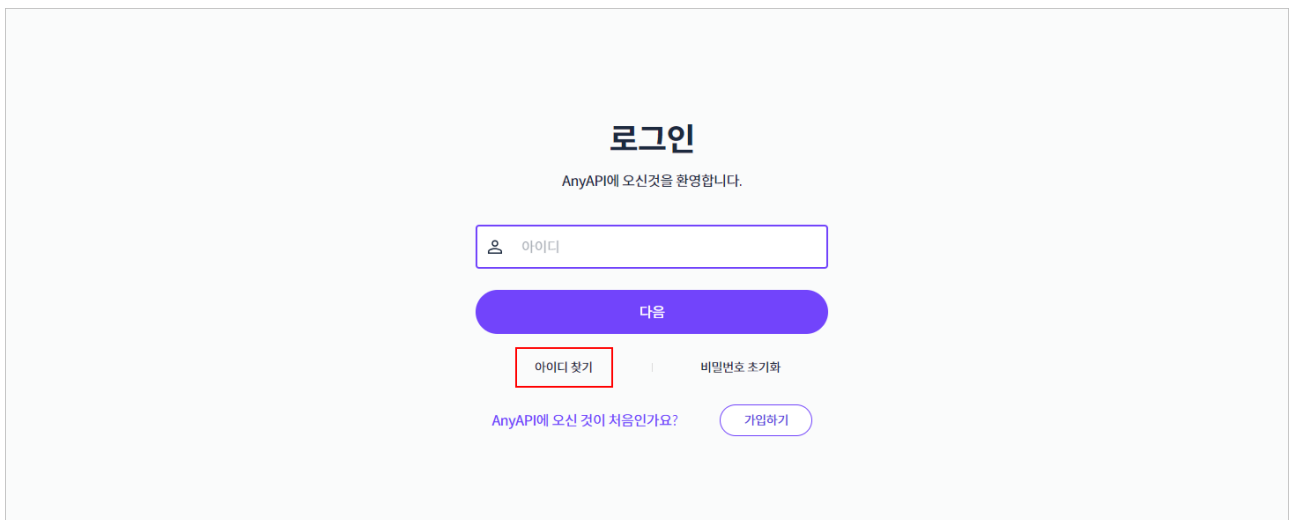 로그인
AnyAPI에 오신것을 환영합니다.
아이디
다음
아이디 찾기 비밀번호 초기화
AnyAPI에 오신 것이 처음인가요? 가입하기